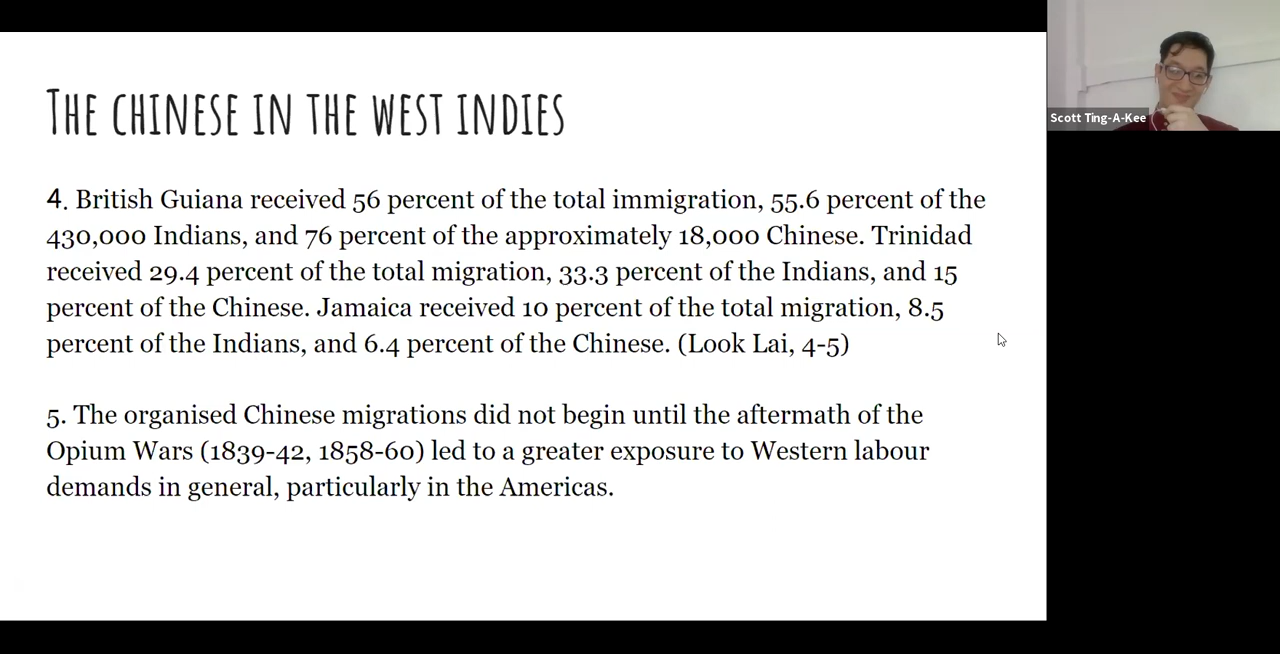 THE CHINESE IN THE WEST INDIES
4. British Guiana received 56 percent of the total immigration, 55.6 percent of the
430,000 Indians, and 76 percent of the approximately 18,000 Chinese. Trinidad
received 29.4 percent of the total migration, 33.3 percent of the Indians, and 15
percent of the Chinese. Jamaica received 10 percent of the total migration, 8.5
percent of the Indians, and 6.4 percent of the Chinese. (Look Lai, 4-5)
5. The organised Chinese migrations did not begin until the aftermath of the
Opium Wars (1839-42, 1858-60) led to a greater exposure to Western labour
demands in general, particularly in the Americas.
Scott Ting-A-Kee